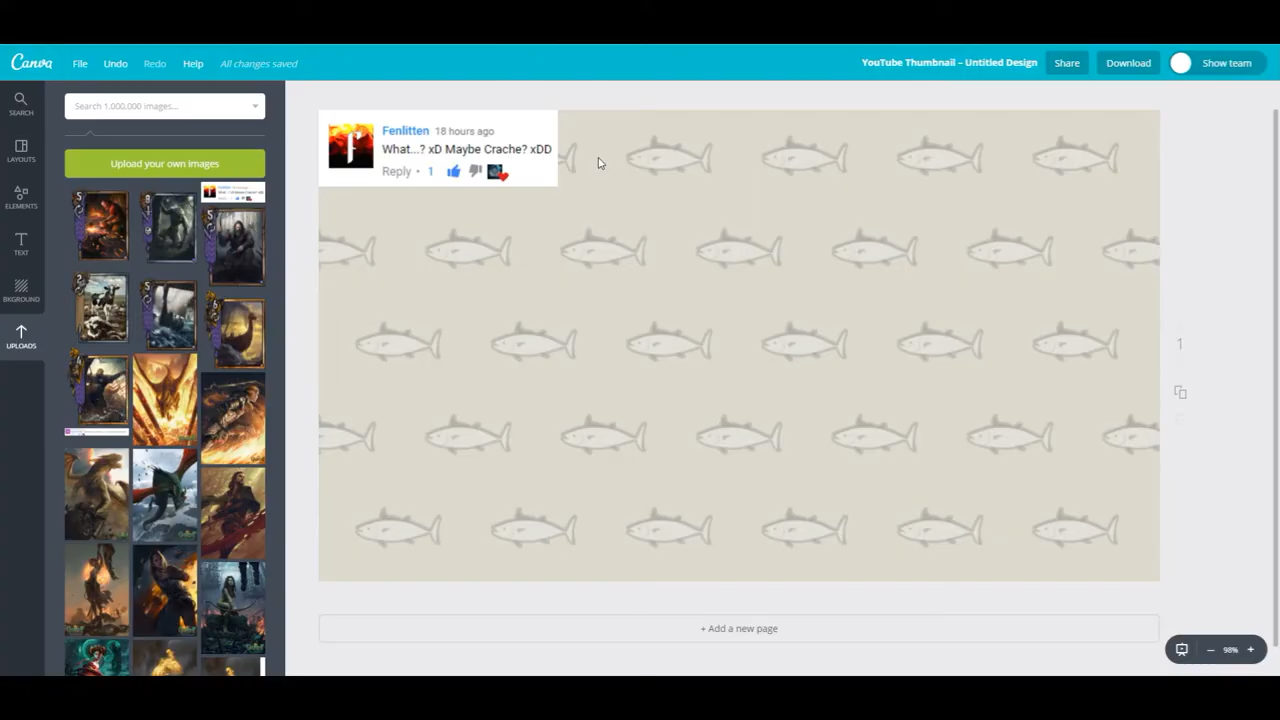 Canva File Undo Redo Help All changes saved YouTube Thumbnail – Untitled Design Share Download Show team
SEARCH
LAYOUTS
ELEMENTS
TEXT
BKGROUND
UPLOADS
Search 1,000,000 images...
Upload your own images
Fenlitten 18 hours ago
What...? xD Maybe Crache? xDD
Reply • 1
1
+ Add a new page
– 98% +